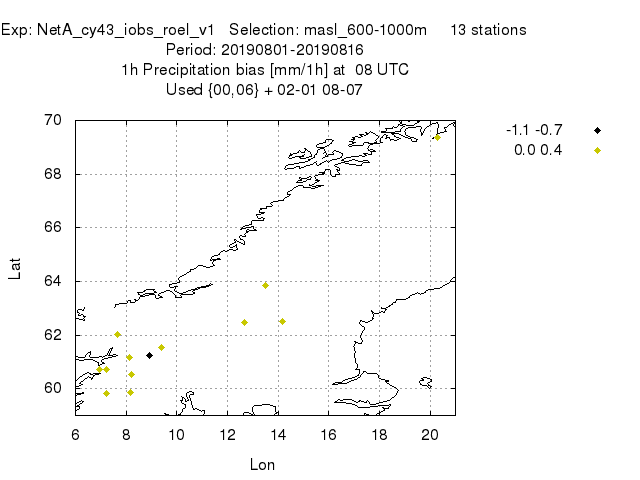 Exp: NetA_cy43_iobs_roel_v1 Selection: masl_600-1000m 13 stations
Period: 20190801-20190816
1h Precipitation bias [mm/1h] at 08 UTC
Used {00,06} + 02-01 08-07
-1.1 -0.7
0.0 0.4
70
68
66
64
62
60
Lat
6 8 10 12 14 16 18 20
Lon